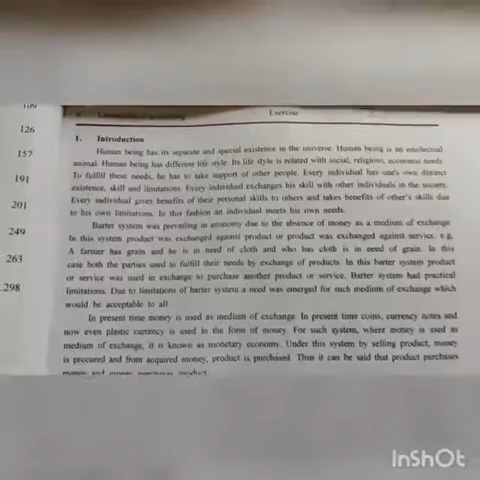 109
126
157
191
201
249
263
298
Exercise
1. Introduction
Human being has its separate and special existence in the universe. Human being is an intellectual
animal. Human being has different life style. Its life style is related with social, religious, economic needs
To fulfill these needs, he has to take support of other people. Every individual has one's own distinct
existence, skill and limitations. Every individual exchanges his skill with other individuals in the society.
Every individual gives benefits of their personal skills to others and takes benefits of other's skills due
to his own limitations. In this fashion an individual meets his own needs.
Barter system was prevailing in economy due to the absence of money as a medium of exchange
In this system product was exchanged against product or product was exchanged against service. e.g.
A farmer has grain and he is in need of cloth and who has cloth is in need of grain. In this
case both the parties used to fulfill their needs by exchange of products. In this barter system product
or service was used in exchange to purchase another product or service. Barter system had practical
limitations. Due to limitations of barter system a need was emerged for such medium of exchange which
would be acceptable to all.
In present time money is used as medium of exchange. In present time coins, currency notes and
now even plastic currency is used in the form of money. For such system, where money is used as
medium of exchange, it is known as monetary economy. Under this system by selling product, money
is procured and from acquired money, product is purchased. Thus it can be said that product purchases
money and money purchases product.
InShOt